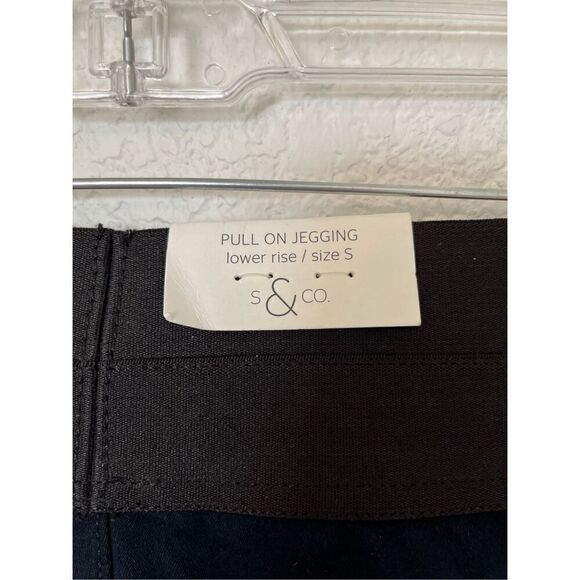 PULL ON JEGGING
lower rise / size S
S & CO.